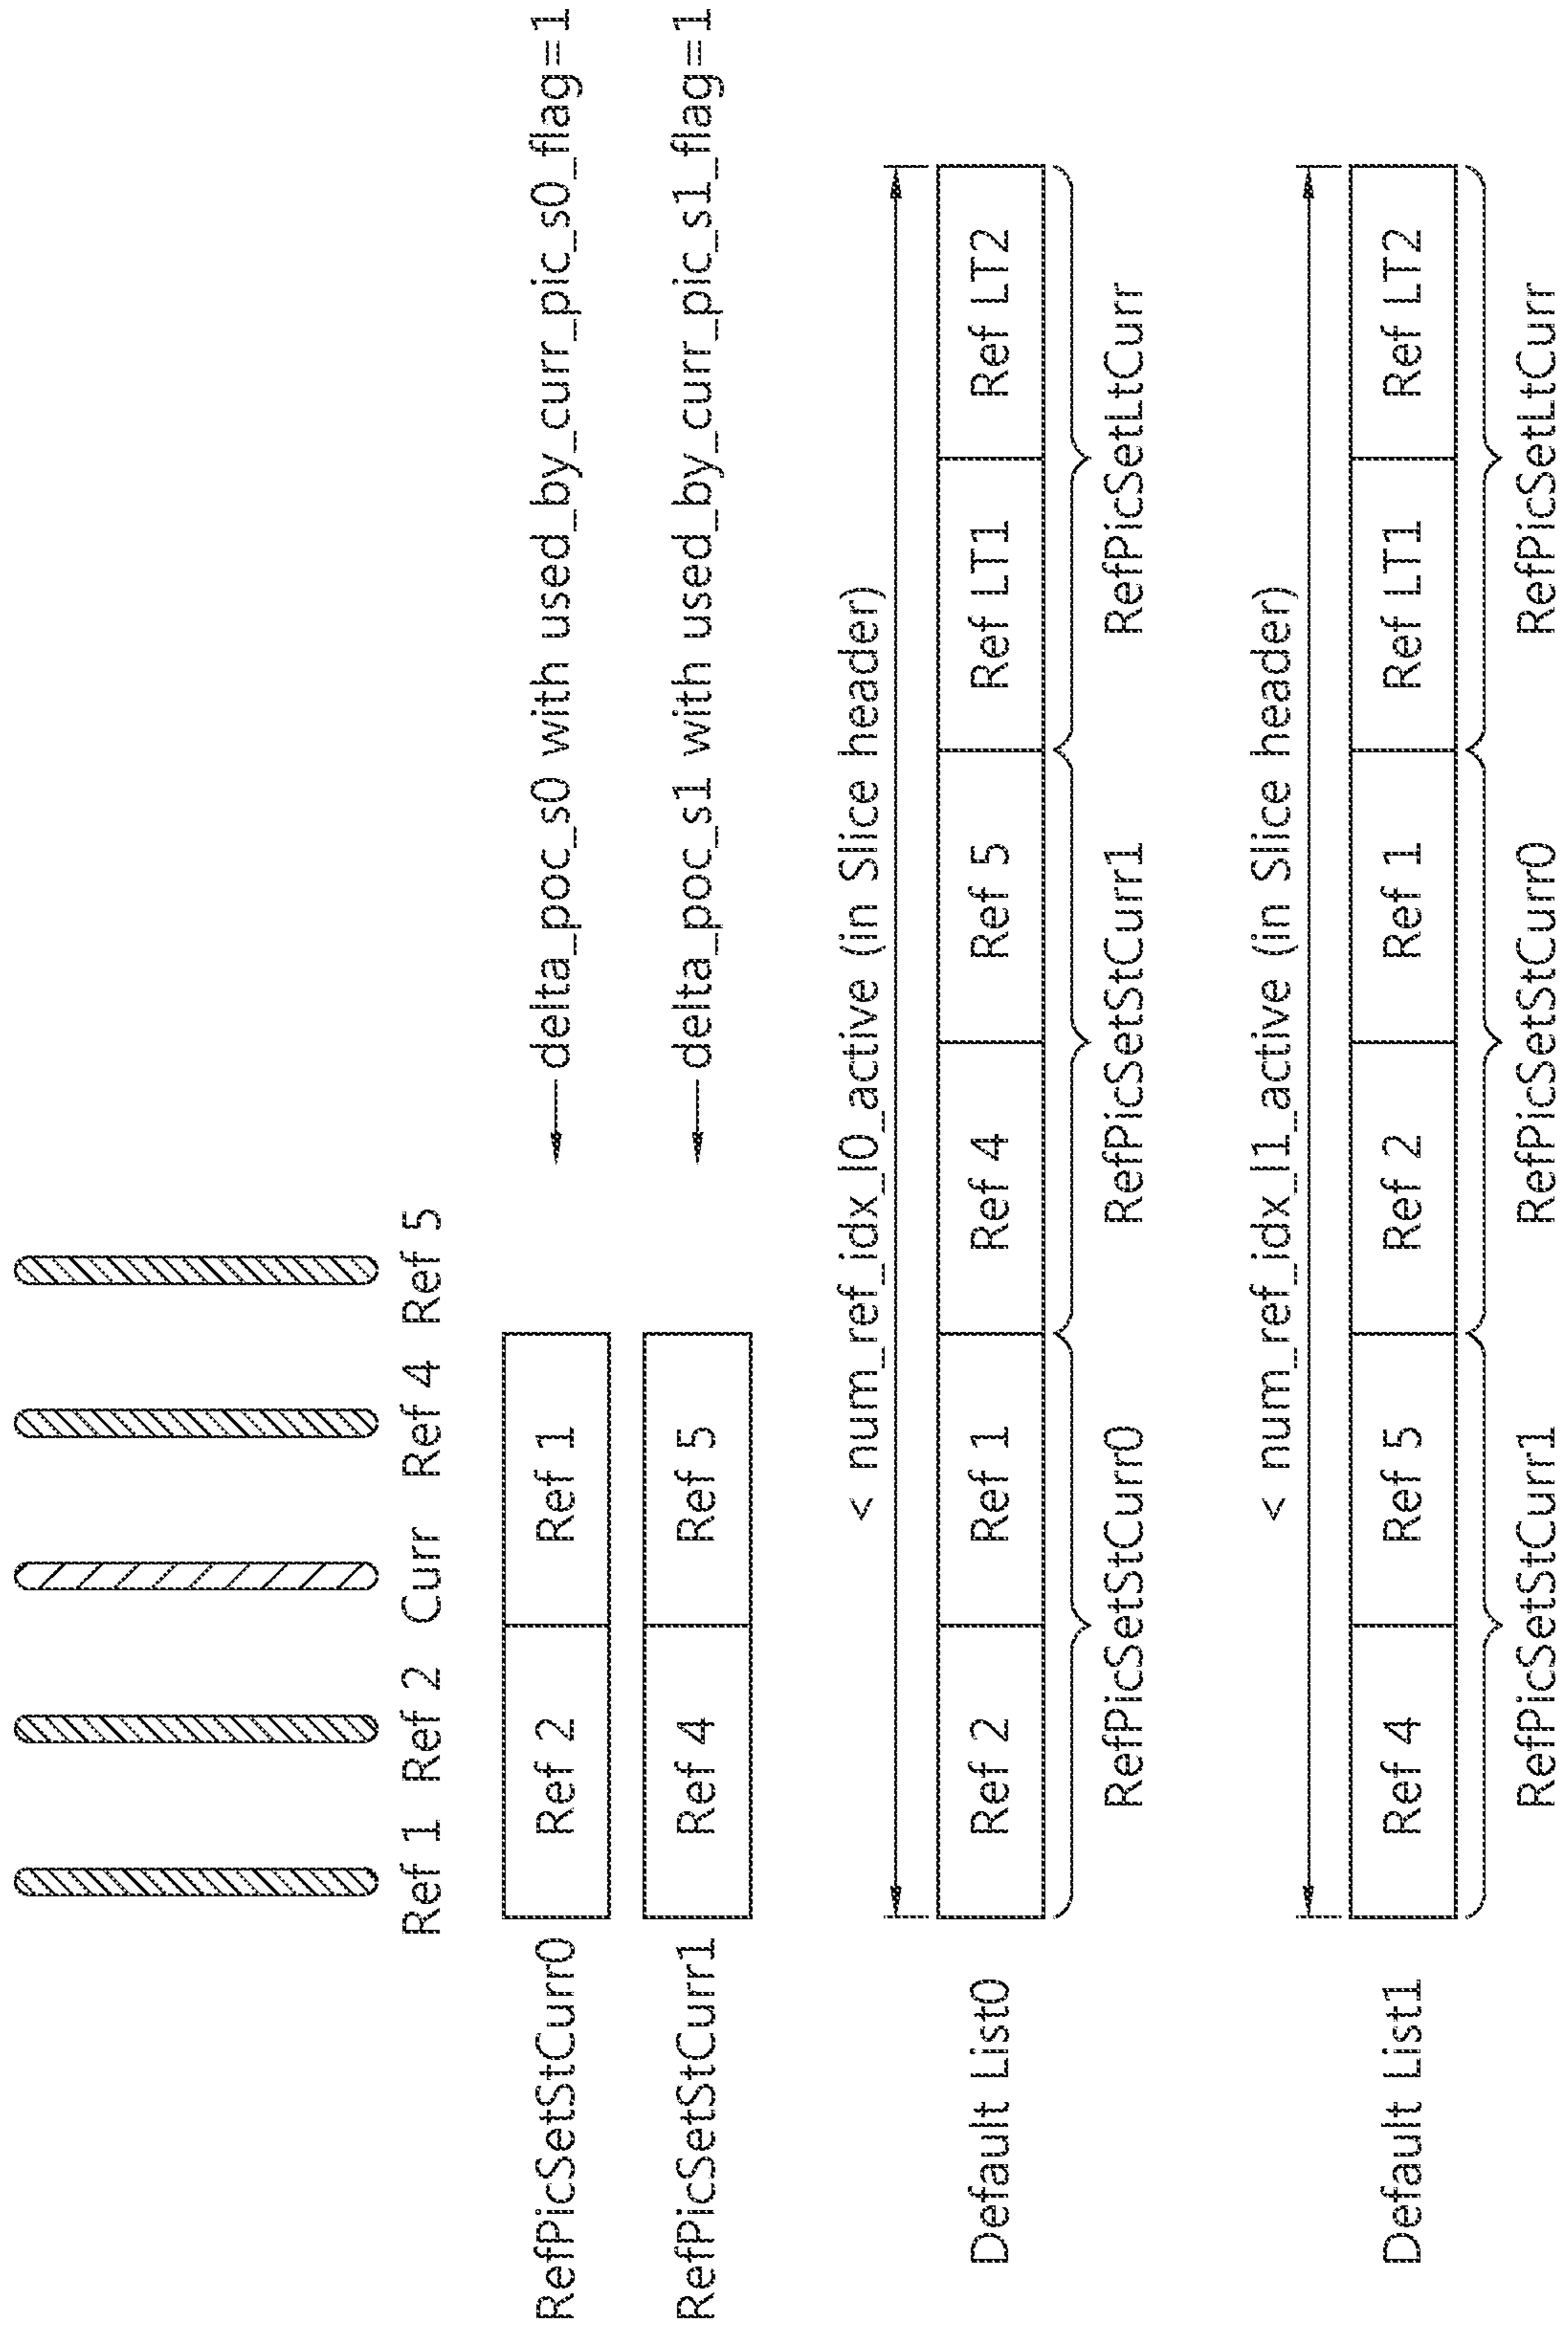 Ref 1 Ref 2 Curr Ref 4 Ref 5
RefPicSetStCurr0 Ref 2 Ref 1 delta_poc_s0 with used_by_curr_pic_s0_flag=1
RefPicSetStCurr1 Ref 4 Ref 5 delta_poc_s1 with used_by_curr_pic_s1_flag=1
< num_ref_idx_l0_active (in Slice header)
Default List0 Ref 2 Ref 1 Ref 4 Ref 5 Ref LT1 Ref LT2
RefPicSetStCurr0 RefPicSetStCurr1 RefPicSetLtCurr
< num_ref_idx_l1_active (in Slice header)
Default List1 Ref 4 Ref 5 Ref 2 Ref 1 Ref LT1 Ref LT2
RefPicSetStCurr1 RefPicSetStCurr0 RefPicSetLtCurr